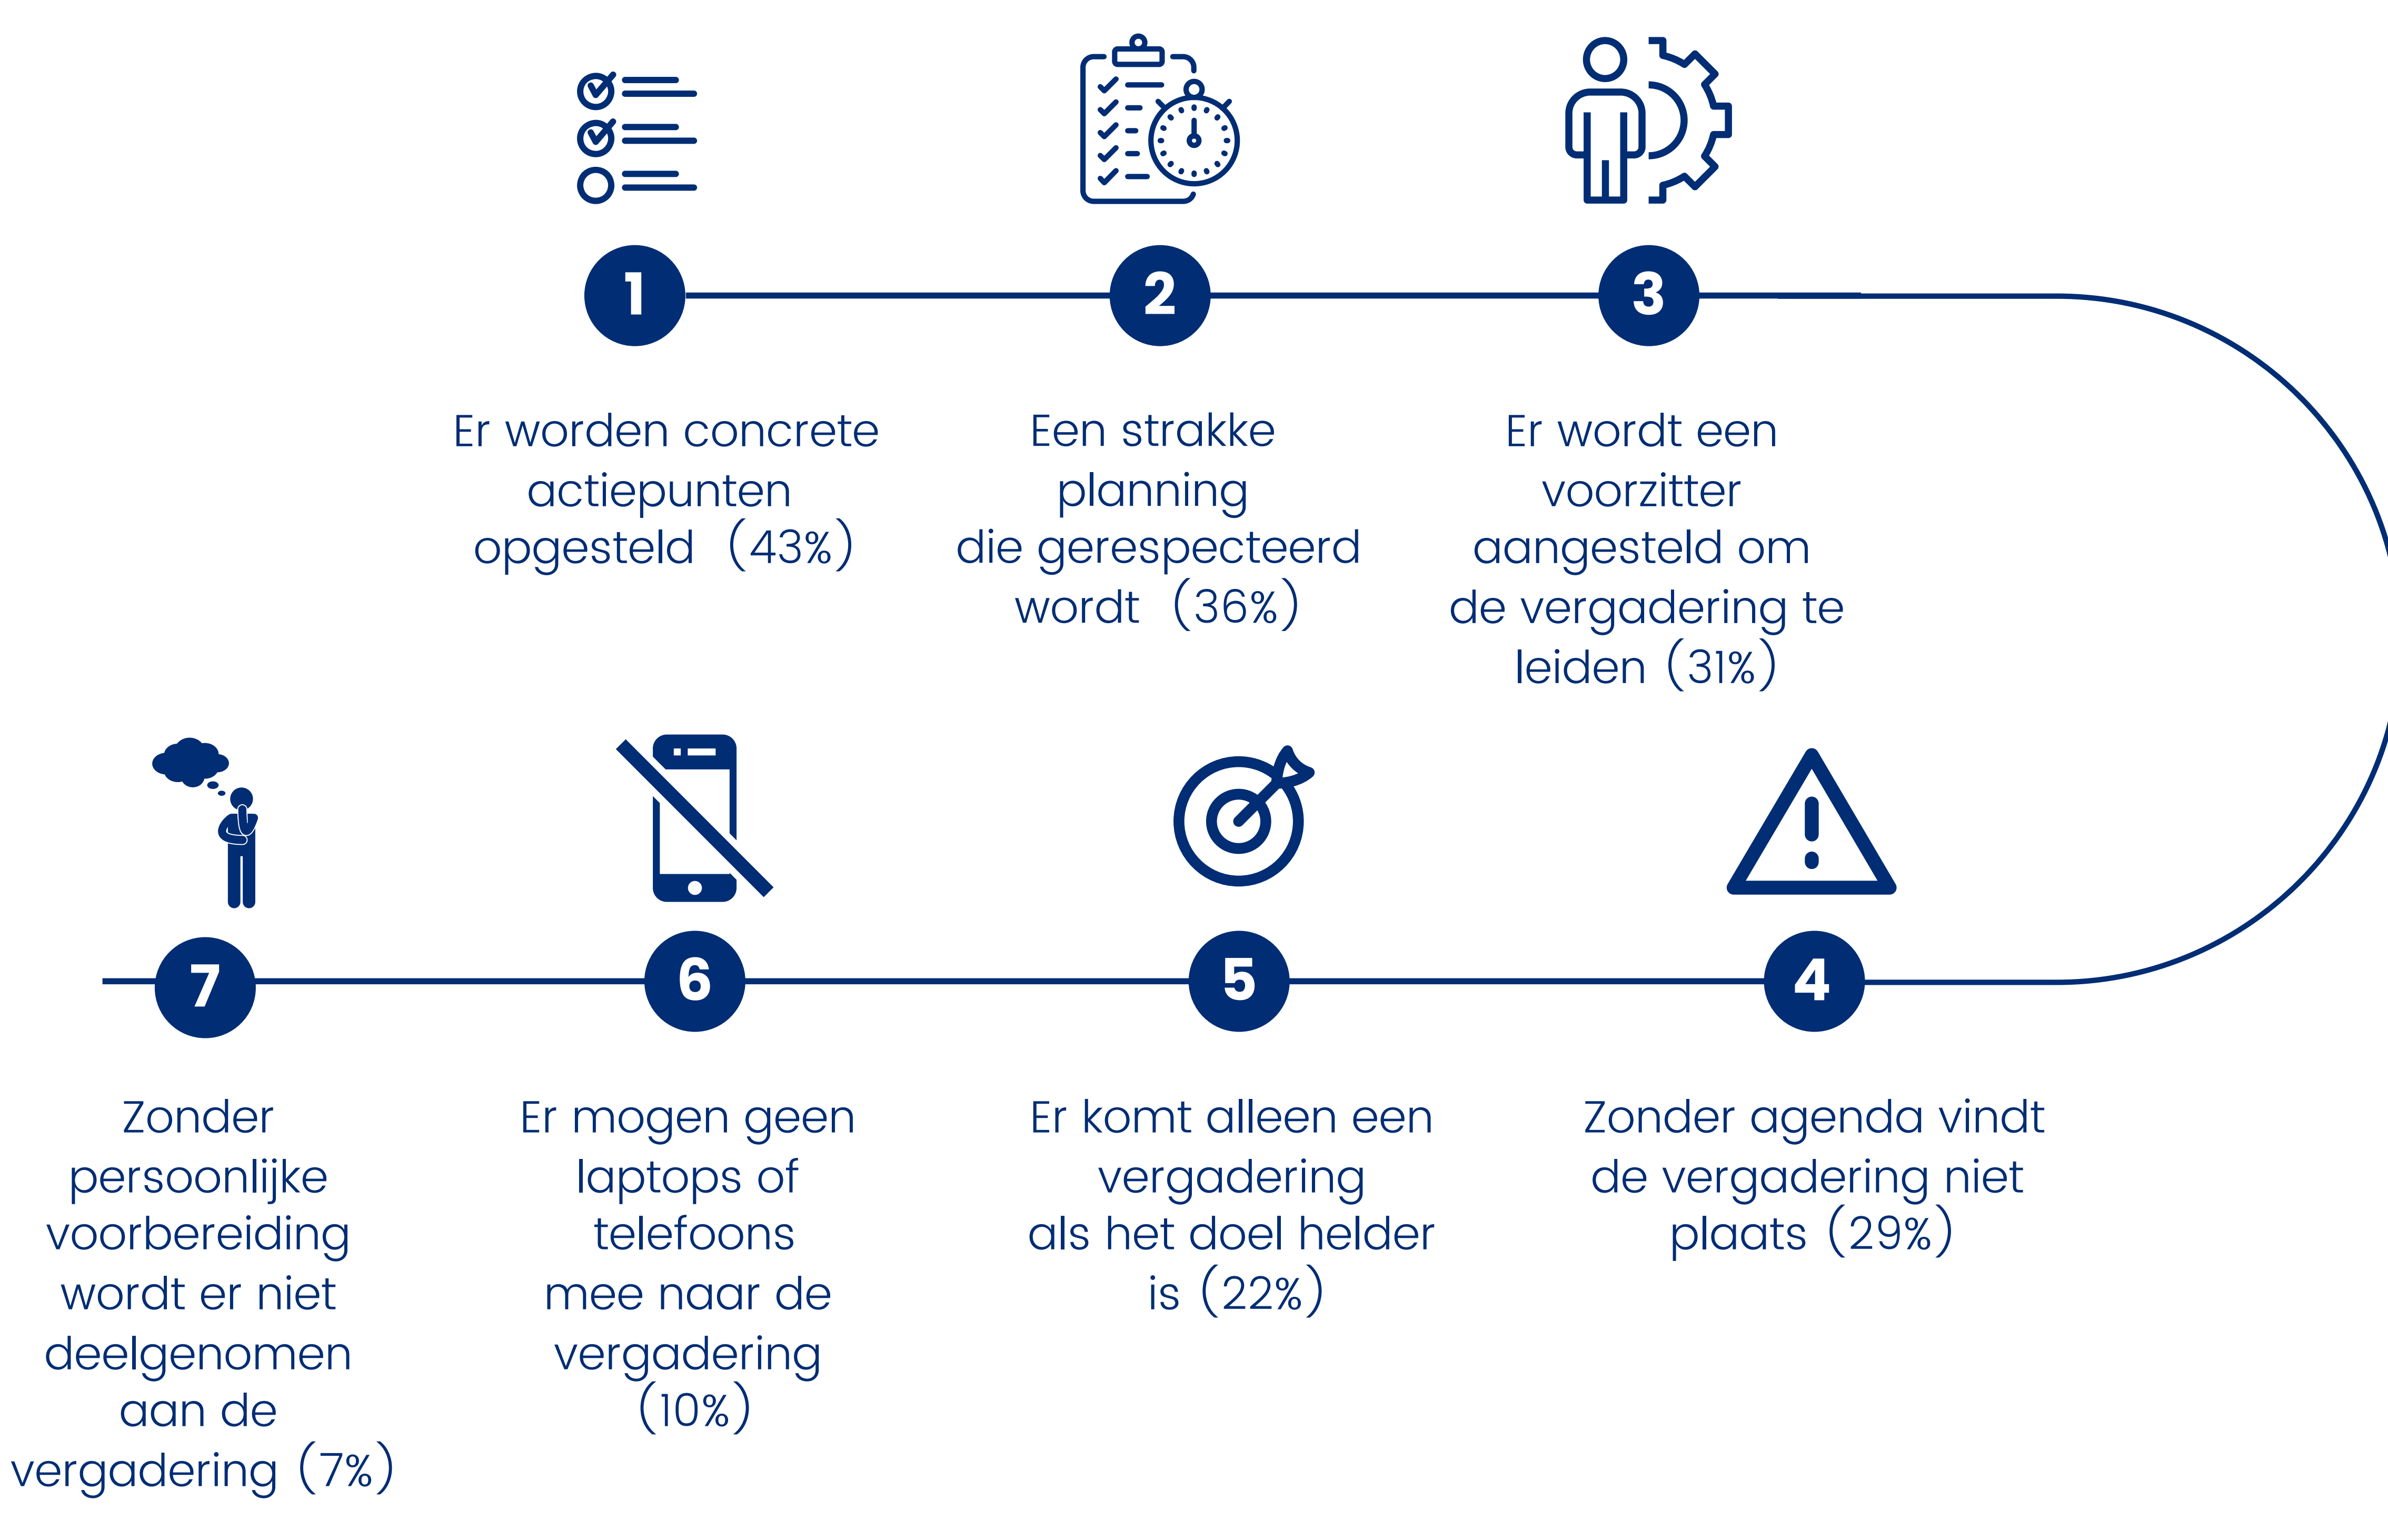 1
Er worden concrete
actiepunten
opgesteld (43%)
2
Een strakke
planning
die gerespecteerd
wordt (36%)
3
Er wordt een
voorzitter
aangesteld om
de vergadering te
leiden (31%)
4
Zonder agenda vindt
de vergadering niet
plaats (29%)
5
Er komt alleen een
vergadering
als het doel helder
is (22%)
6
Er mogen geen
laptops of
telefoons
mee naar de
vergadering
(10%)
7
Zonder
persoonlijke
voorbereiding
wordt er niet
deelgenomen
aan de
vergadering (7%)